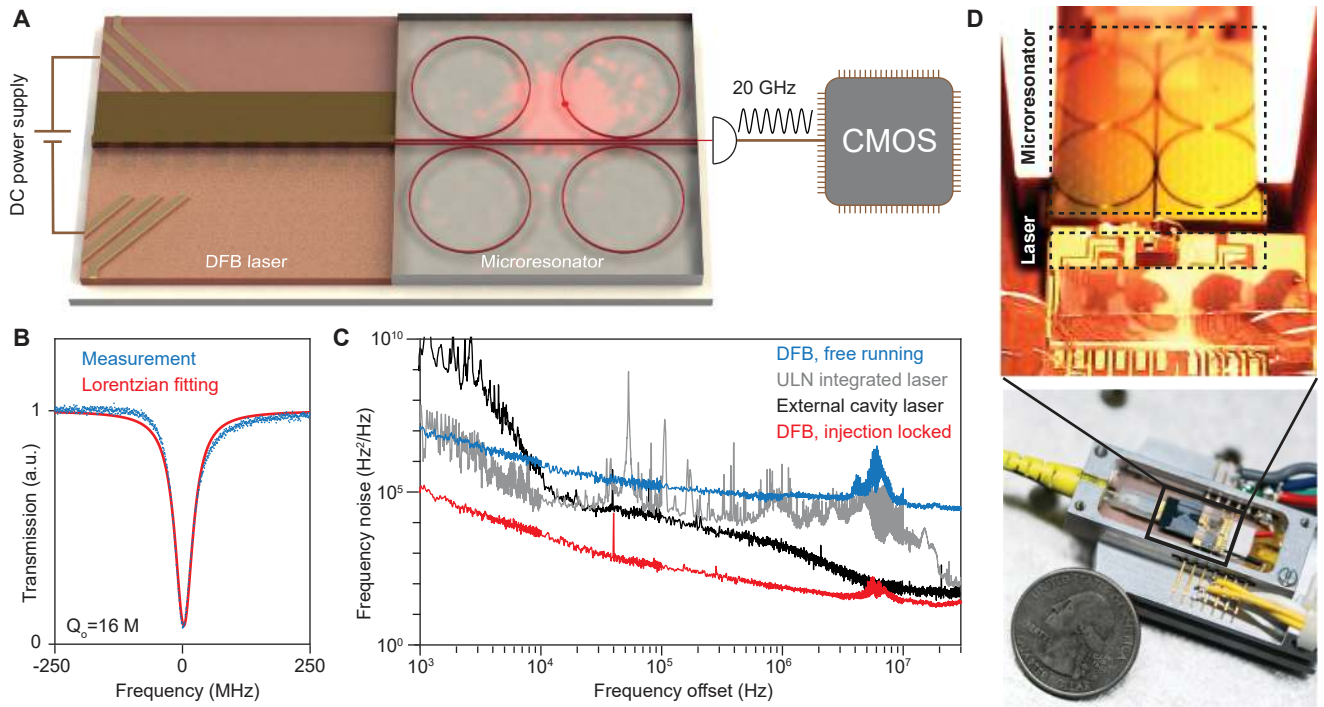 A
DC power supply
DFB laser
Microresonator
20 GHz
CMOS
B
Measurement
Lorentzian fitting
Transmission (a.u.)
1
0
Qo=16 M
-250
0
250
Frequency (MHz)
C
Frequency noise (Hz²/Hz)
10¹⁰
10⁵
10⁰
DFB, free running
ULN integrated laser
External cavity laser
DFB, injection locked
10³
10⁴
10⁵
10⁶
10⁷
Frequency offset (Hz)
D
Microresonator
Laser